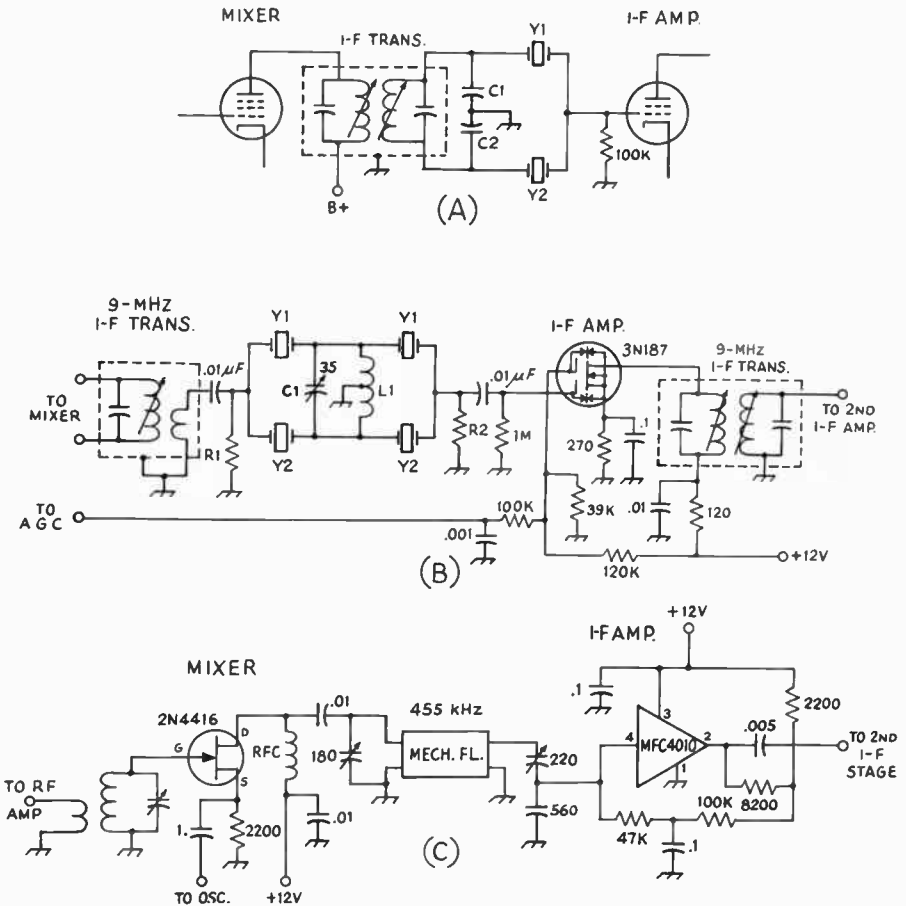 MIXER
I-F TRANS.
Y1
I-F AMP.
C1
C2
100K
Y2
B+
(A)
9-MHz
I-F TRANS.
Y1
Y1
I-F AMP.
3N187
9-MHz
I-F TRANS.
.01µF
35
C1
L1
.01µF
TO
MIXER
R1
R2
1M
270
.1
TO 2ND
I-F AMP.
Y2
Y2
TO
AGC
100K
.001
39K
.01
120
120K
+12V
(B)
MIXER
I-F AMP.
+12V
2N4416
D
G
S
.01
455 kHz
RFC
180
MECH. FL.
220
.1
3
4
MFC4010
2
1
.005
2200
TO 2ND
I-F
STAGE
TO RF
AMP
1.
2200
.01
560
47K
.1
100K
8200
TO OSC.
+12V
(C)